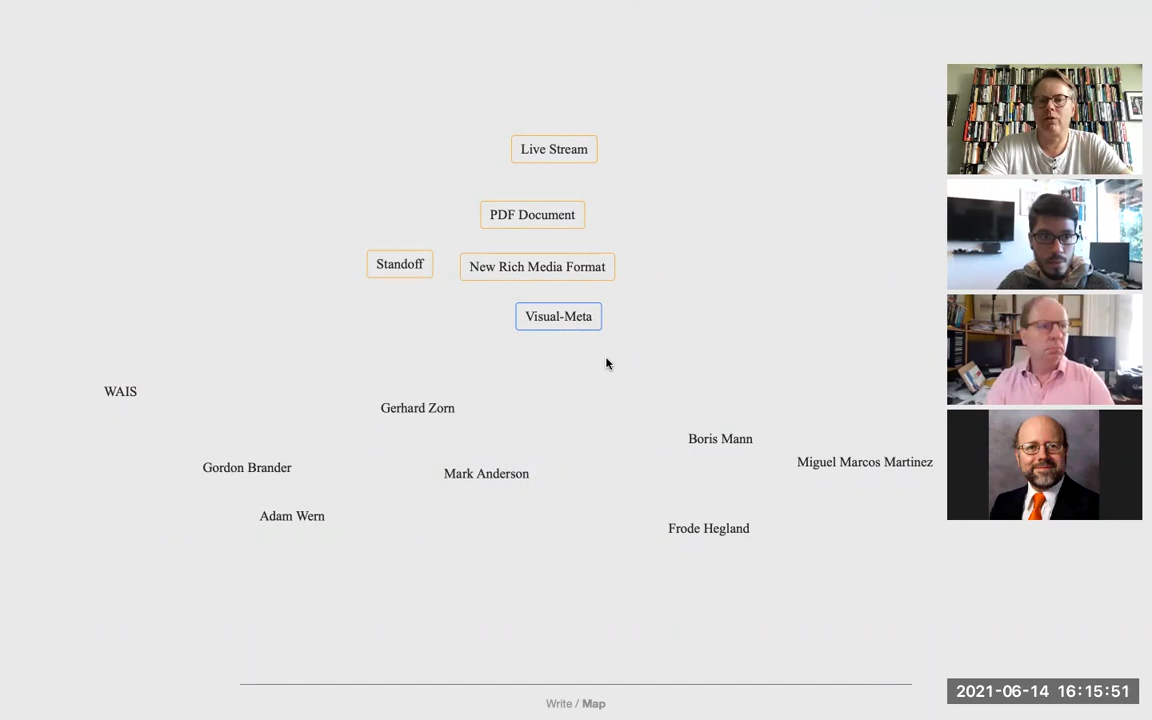 Live Stream
PDF Document
Standoff
New Rich Media Format
Visual-Meta
WAIS
Gerhard Zorn
Boris Mann
Miguel Marcos Martinez
Gordon Brander
Mark Anderson
Adam Wern
Frode Hegland
Write / Map
2021-06-14 16:15:51